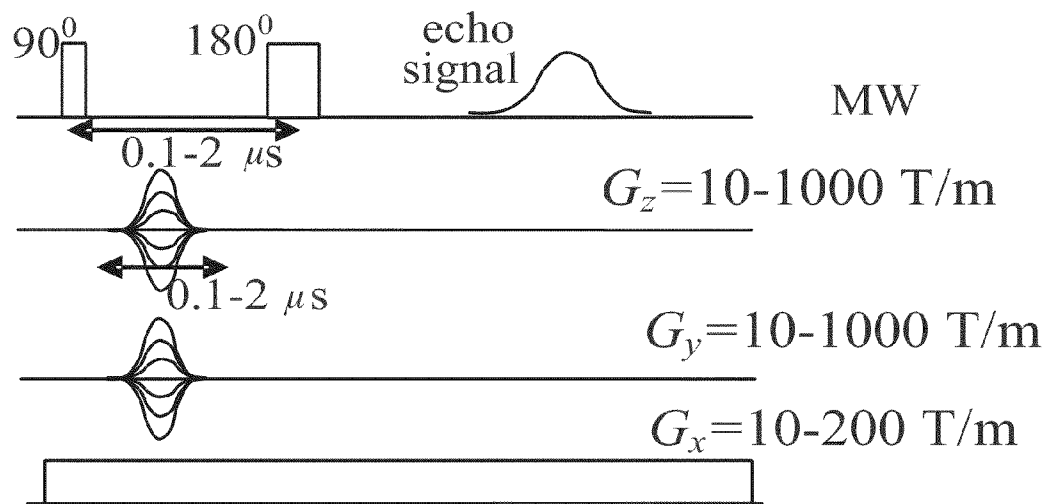 90⁰ 180⁰ echo
signal
MW
0.1-2 μs
G_z=10-1000 T/m
0.1-2 μs
G_y=10-1000 T/m
G_x=10-200 T/m